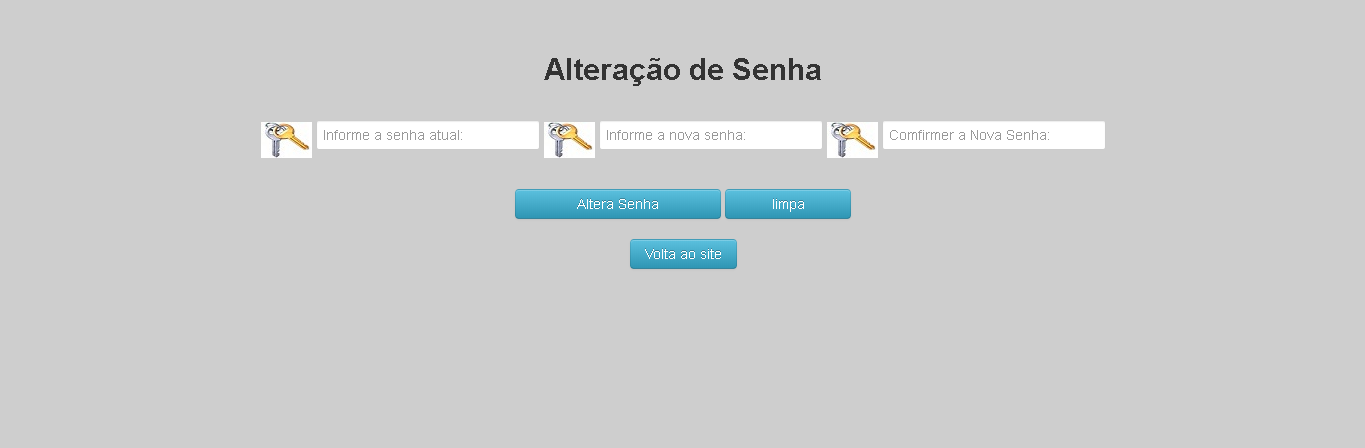 Alteração de Senha
Informe a senha atual: Informe a nova senha: Comfirmer a Nova Senha:
Altera Senha limpa
Volta ao site